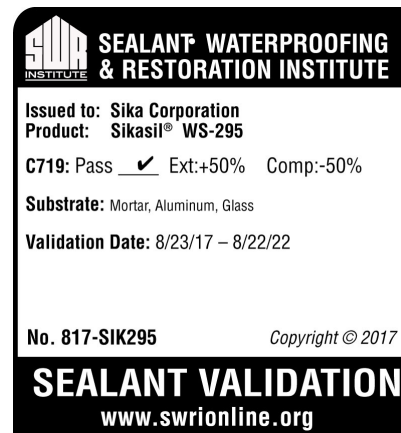 SWR
INSTITUTE
SEALANT• WATERPROOFING
& RESTORATION INSTITUTE
Issued to: Sika Corporation
Product: Sikasil® WS-295
C719: Pass ✔ Ext:+50% Comp:-50%
Substrate: Mortar, Aluminum, Glass
Validation Date: 8/23/17 – 8/22/22
No. 817-SIK295 Copyright © 2017
SEALANT VALIDATION
www.swrionline.org